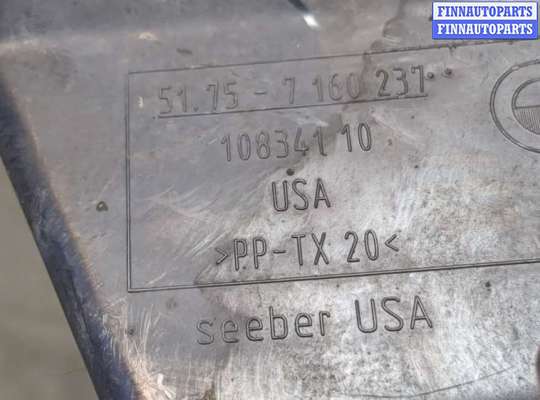 FINNAUTOPARTS
FINNAUTOPARTS
51.75 - 7 160 237
108341 10
USA
>PP-TX 20<
seeber USA